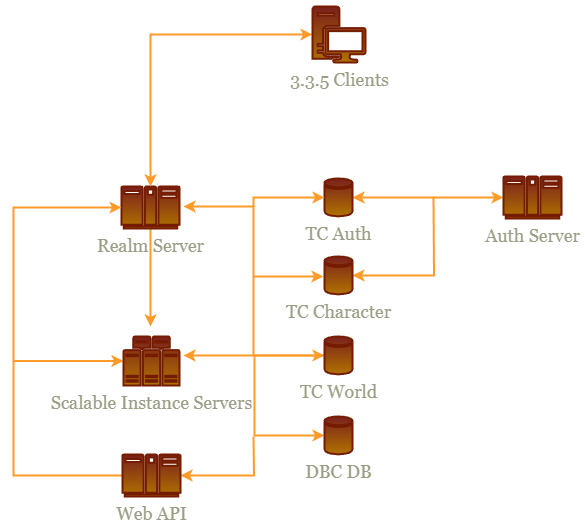 3.3.5 Clients
Realm Server
TC Auth
Auth Server
TC Character
Scalable Instance Servers
TC World
DBC DB
Web API